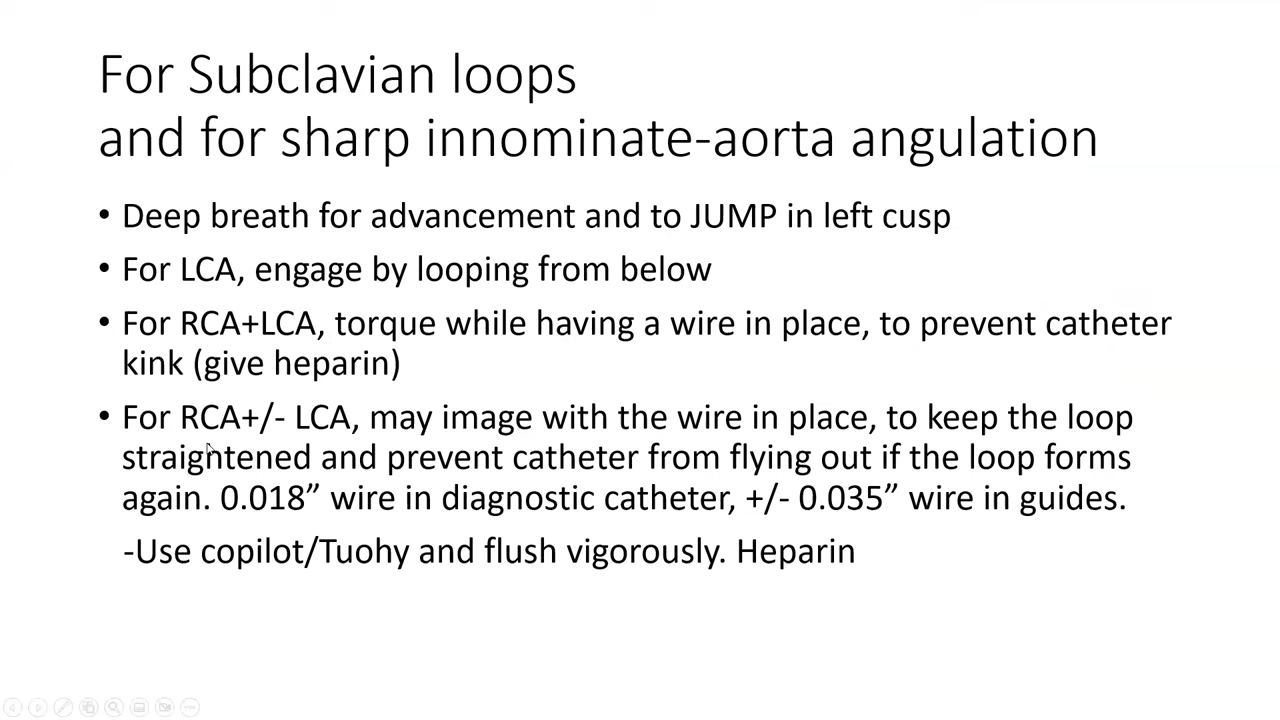 For Subclavian loops
and for sharp innominate-aorta angulation
• Deep breath for advancement and to JUMP in left cusp
• For LCA, engage by looping from below
• For RCA+LCA, torque while having a wire in place, to prevent catheter
kink (give heparin)
• For RCA+/- LCA, may image with the wire in place, to keep the loop
straightened and prevent catheter from flying out if the loop forms
again. 0.018” wire in diagnostic catheter, +/- 0.035” wire in guides.
-Use copilot/Tuohy and flush vigorously. Heparin